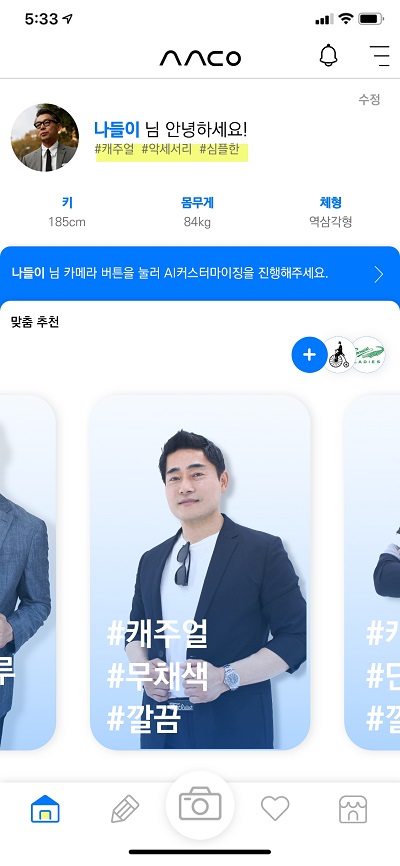 5:33
ΛΛCO
수정
나들이 님 안녕하세요!
#캐주얼 #악세서리 #심플한
키 몸무게 체형
185cm 84kg 역삼각형
나들이 님 카메라 버튼을 눌러 AI커스터마이징을 진행해주세요.
맞춤 추천
LADIES
#캐주얼
#무채색
#깔끔
루